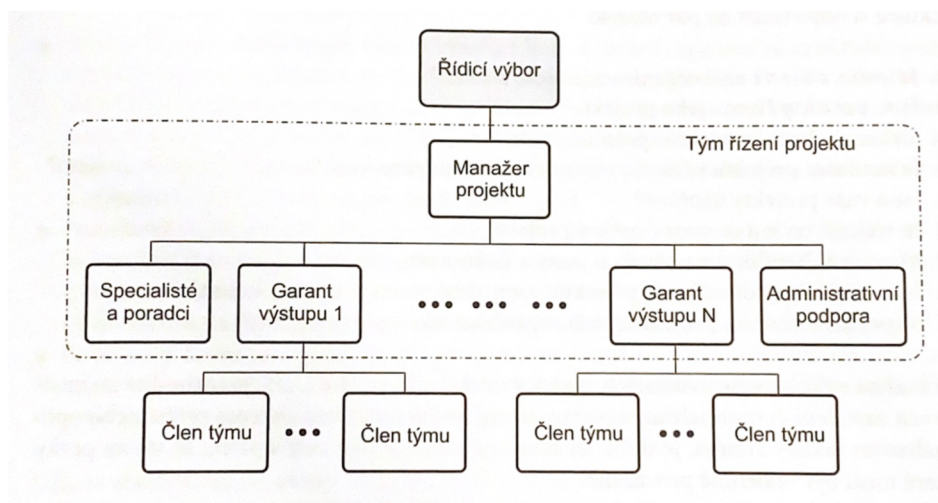 Řídicí výbor
Tým řízení projektu
Manažer
projektu
Specialisté
a poradci
Garant
výstupu 1
Garant
výstupu N
Administrativní
podpora
Člen týmu
Člen týmu
Člen týmu
Člen týmu